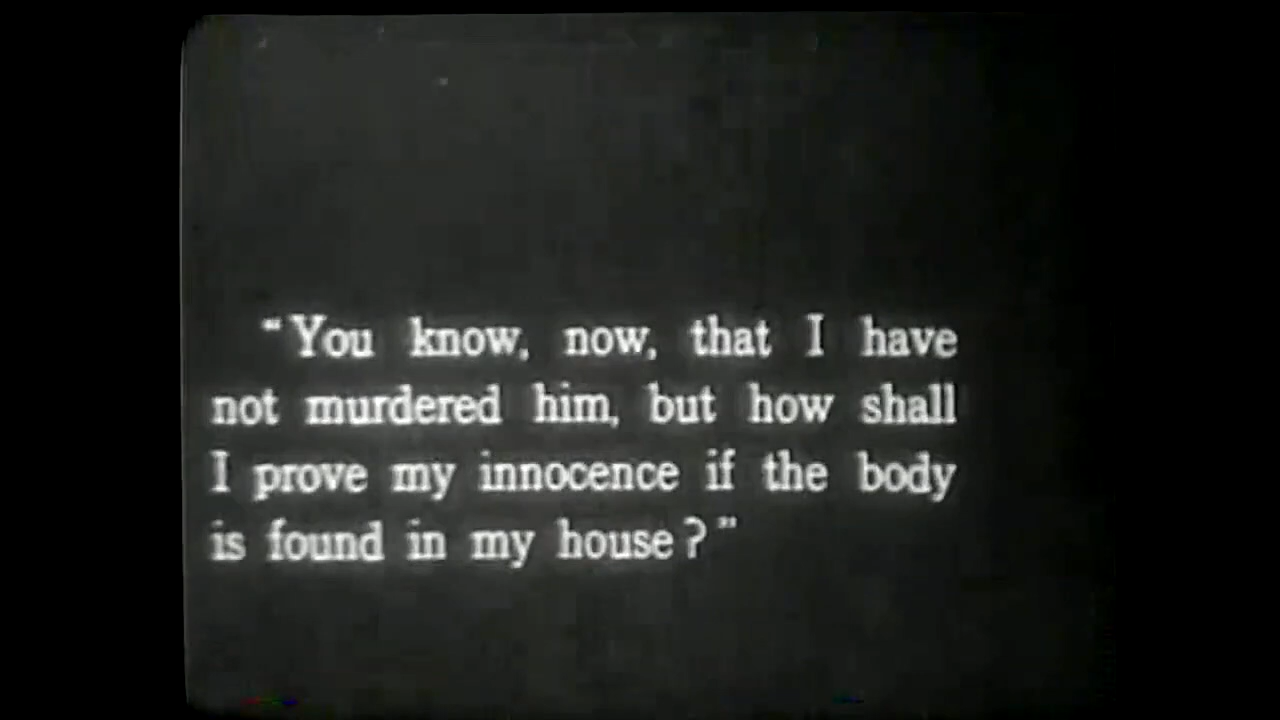 "You know, now, that I have
not murdered him, but how shall
I prove my innocence if the body
is found in my house?"